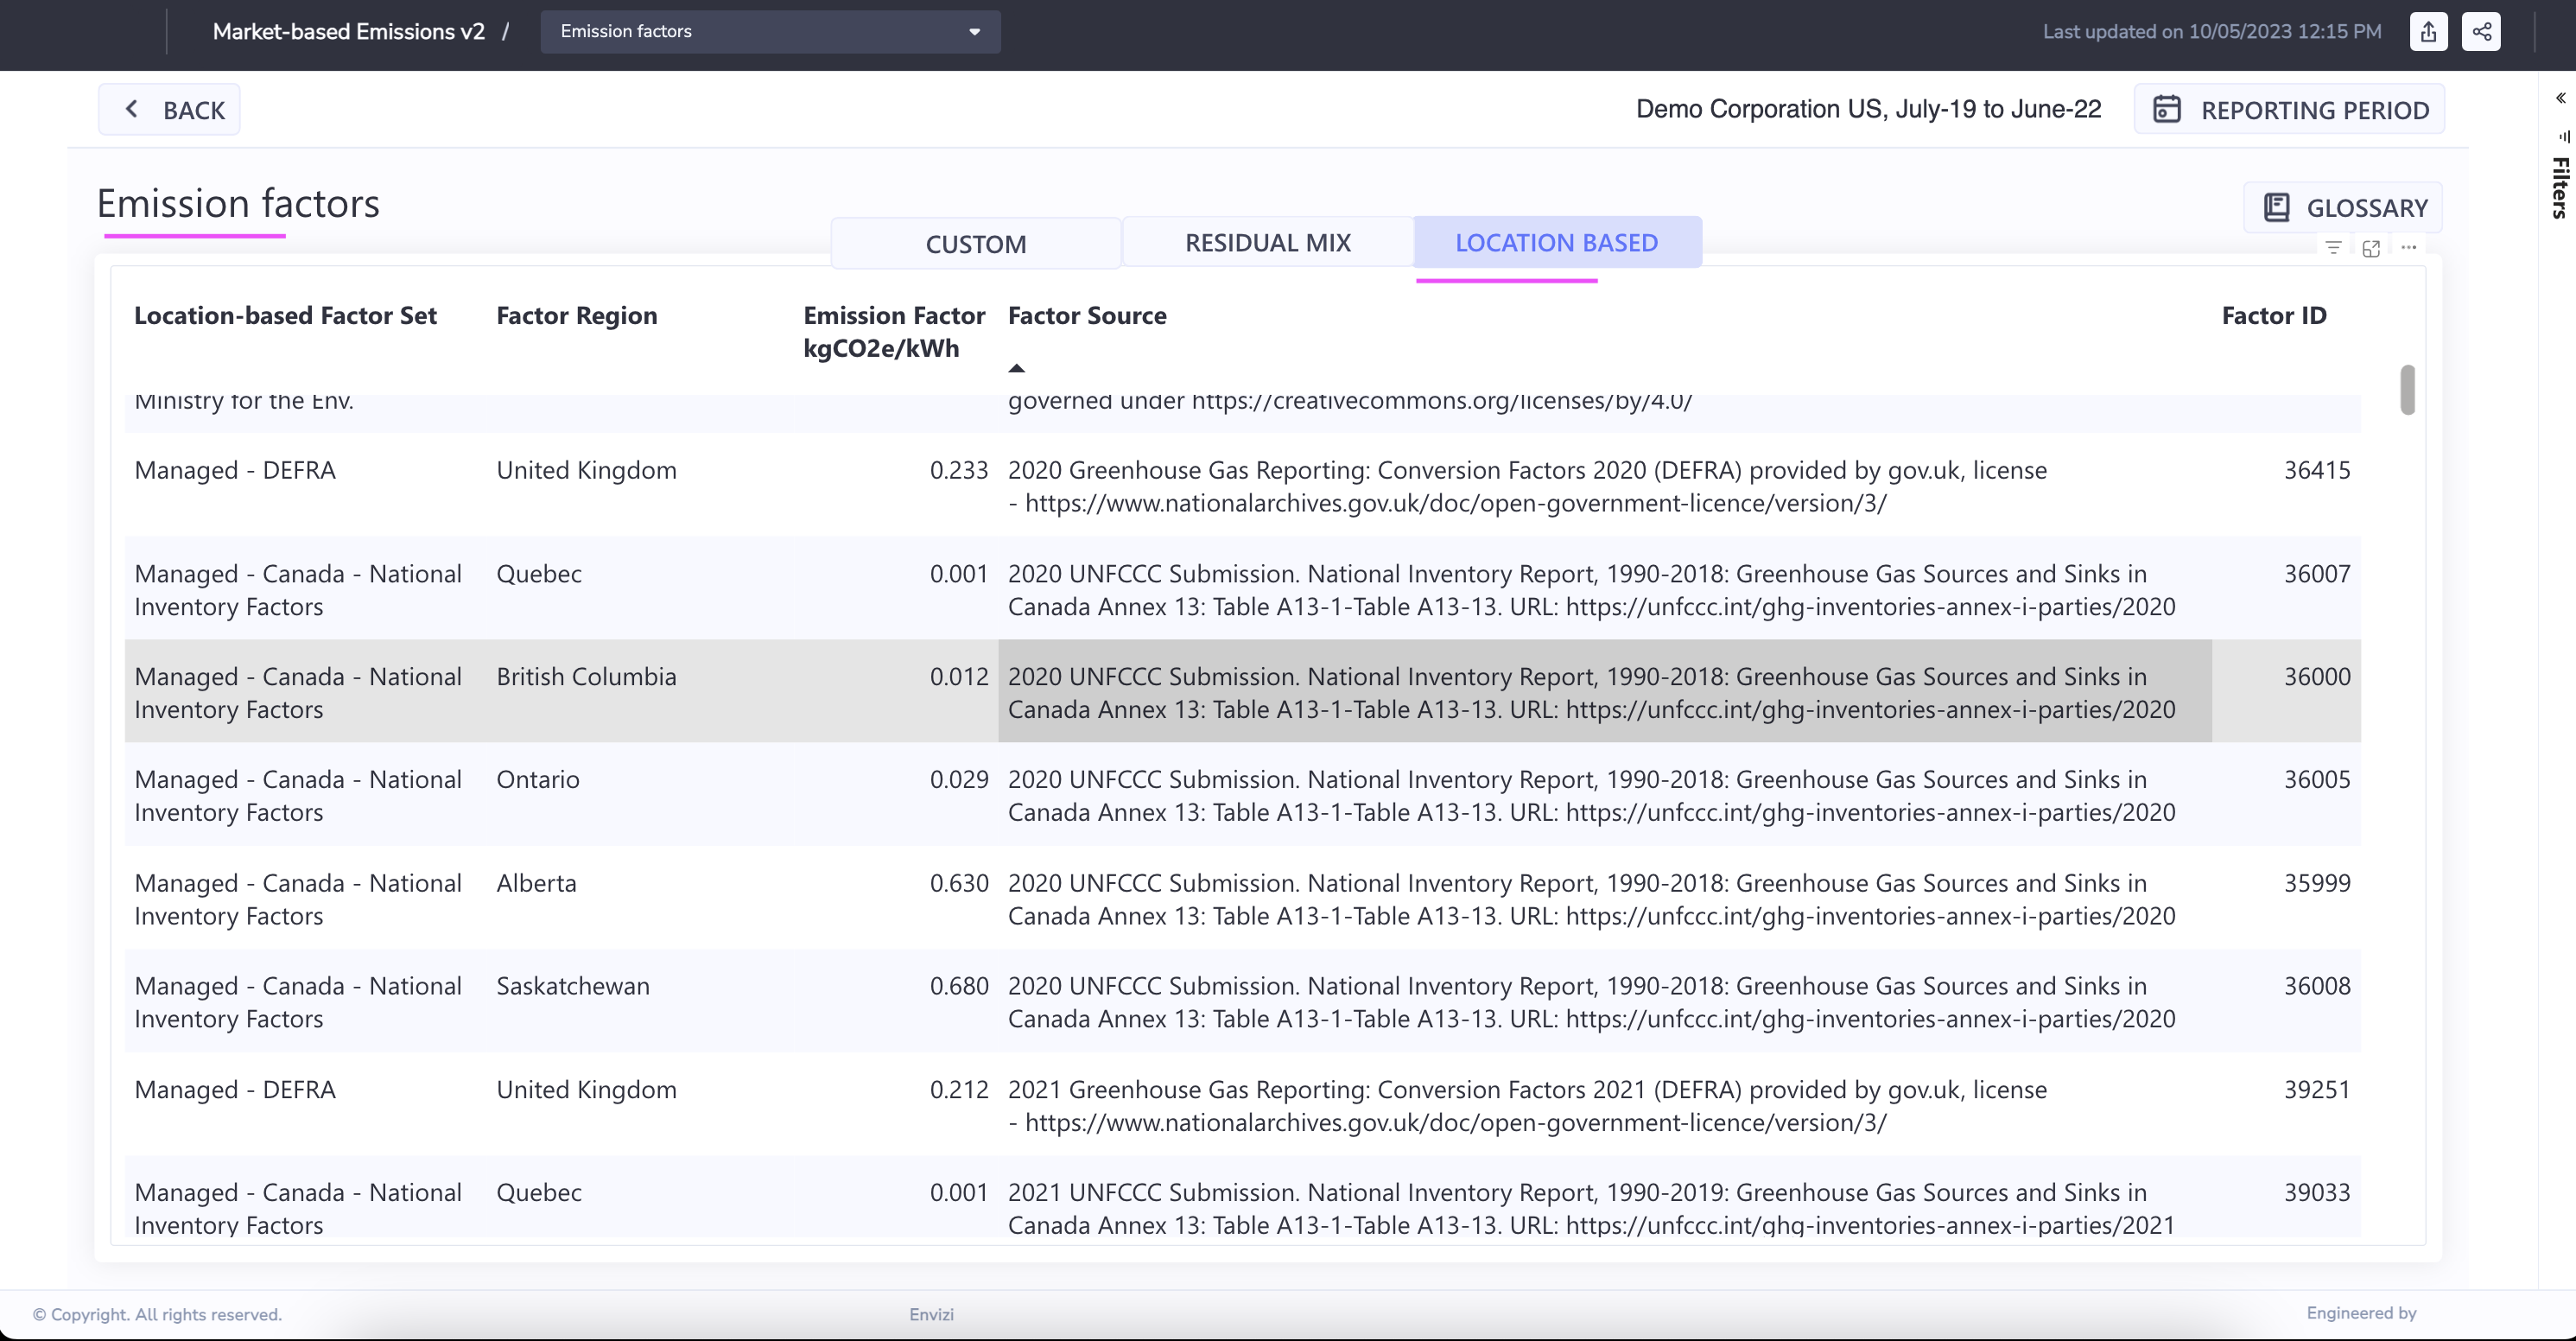 Market-based Emissions v2 / Emission factors Last updated on 10/05/2023 12:15 PM
BACK Demo Corporation US, July-19 to June-22 REPORTING PERIOD
Filters
Emission factors
GLOSSARY
CUSTOM RESIDUAL MIX LOCATION BASED
Location-based Factor Set Factor Region Emission Factor Factor Source Factor ID
kgCO2e/kWh
Ministry for the Env. governed under https://creativecommons.org/licenses/by/4.0/
Managed - DEFRA United Kingdom 0.233 2020 Greenhouse Gas Reporting: Conversion Factors 2020 (DEFRA) provided by gov.uk, license 36415
- https://www.nationalarchives.gov.uk/doc/open-government-licence/version/3/
Managed - Canada - National Quebec 0.001 2020 UNFCCC Submission. National Inventory Report, 1990-2018: Greenhouse Gas Sources and Sinks in 36007
Inventory Factors Canada Annex 13: Table A13-1-Table A13-13. URL: https://unfccc.int/ghg-inventories-annex-i-parties/2020
Managed - Canada - National British Columbia 0.012 2020 UNFCCC Submission. National Inventory Report, 1990-2018: Greenhouse Gas Sources and Sinks in 36000
Inventory Factors Canada Annex 13: Table A13-1-Table A13-13. URL: https://unfccc.int/ghg-inventories-annex-i-parties/2020
Managed - Canada - National Ontario 0.029 2020 UNFCCC Submission. National Inventory Report, 1990-2018: Greenhouse Gas Sources and Sinks in 36005
Inventory Factors Canada Annex 13: Table A13-1-Table A13-13. URL: https://unfccc.int/ghg-inventories-annex-i-parties/2020
Managed - Canada - National Alberta 0.630 2020 UNFCCC Submission. National Inventory Report, 1990-2018: Greenhouse Gas Sources and Sinks in 35999
Inventory Factors Canada Annex 13: Table A13-1-Table A13-13. URL: https://unfccc.int/ghg-inventories-annex-i-parties/2020
Managed - Canada - National Saskatchewan 0.680 2020 UNFCCC Submission. National Inventory Report, 1990-2018: Greenhouse Gas Sources and Sinks in 36008
Inventory Factors Canada Annex 13: Table A13-1-Table A13-13. URL: https://unfccc.int/ghg-inventories-annex-i-parties/2020
Managed - DEFRA United Kingdom 0.212 2021 Greenhouse Gas Reporting: Conversion Factors 2021 (DEFRA) provided by gov.uk, license 39251
- https://www.nationalarchives.gov.uk/doc/open-government-licence/version/3/
Managed - Canada - National Quebec 0.001 2021 UNFCCC Submission. National Inventory Report, 1990-2019: Greenhouse Gas Sources and Sinks in 39033
Inventory Factors Canada Annex 13: Table A13-1-Table A13-13. URL: https://unfccc.int/ghg-inventories-annex-i-parties/2021
© Copyright. All rights reserved. Envizi Engineered by